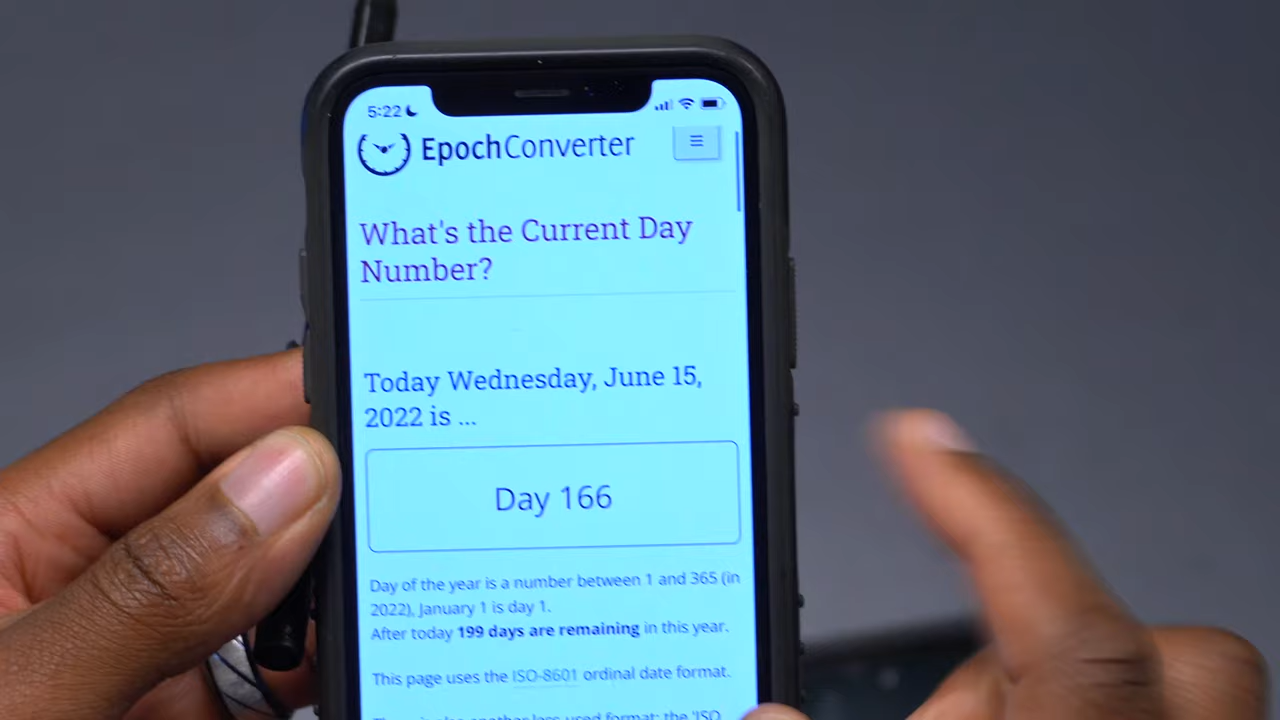 5:22
EpochConverter
What's the Current Day
Number?
Today Wednesday, June 15,
2022 is ...
Day 166
Day of the year is a number between 1 and 365 (in
2022), January 1 is day 1.
After today 199 days are remaining in this year.
This page uses the ISO-8601 ordinal date format.